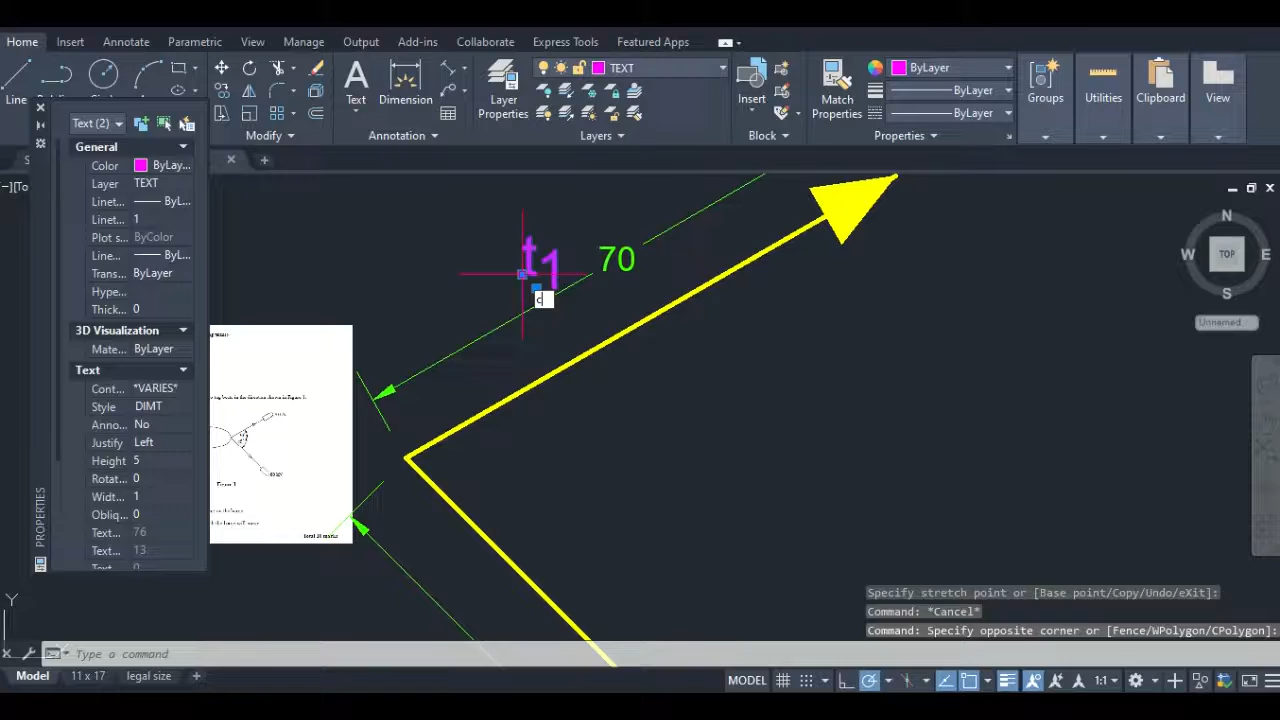 Home Insert Annotate Parametric View Manage Output Add-ins Collaborate Express Tools Featured Apps
TEXT
ByLayer
Line
Text
Dimension
Layer
Properties
Insert
Match
Properties
ByLayer
ByLayer
Groups
Utilities
Clipboard
View
Modify
Annotation
Layers
Block
Properties
Text (2)
General
Color ByLay...
Layer TEXT
Linet... ByL...
Linet... 1
Plot s... ByColor
Line... ByL...
Trans... ByLayer
Hype...
Thick... 0
3D Visualization
Mate... ByLayer
Text
Cont... *VARIES*
Style DIMT
Anno... No
Justify Left
Height 5
Rotat... 0
Widt... 1
Obliq... 0
Text... 76
Text... 13
PROPERTIES
t1
70
c
N
W TOP E
S
Unnamed
Total 20 marks
Y
Specify stretch point or [Base point/Copy/Undo/eXit]:
Command: *Cancel*
Command: Specify opposite corner or [Fence/WPolygon/CPolygon]:
Type a command
Model 11 x 17 legal size +
MODEL
1:1